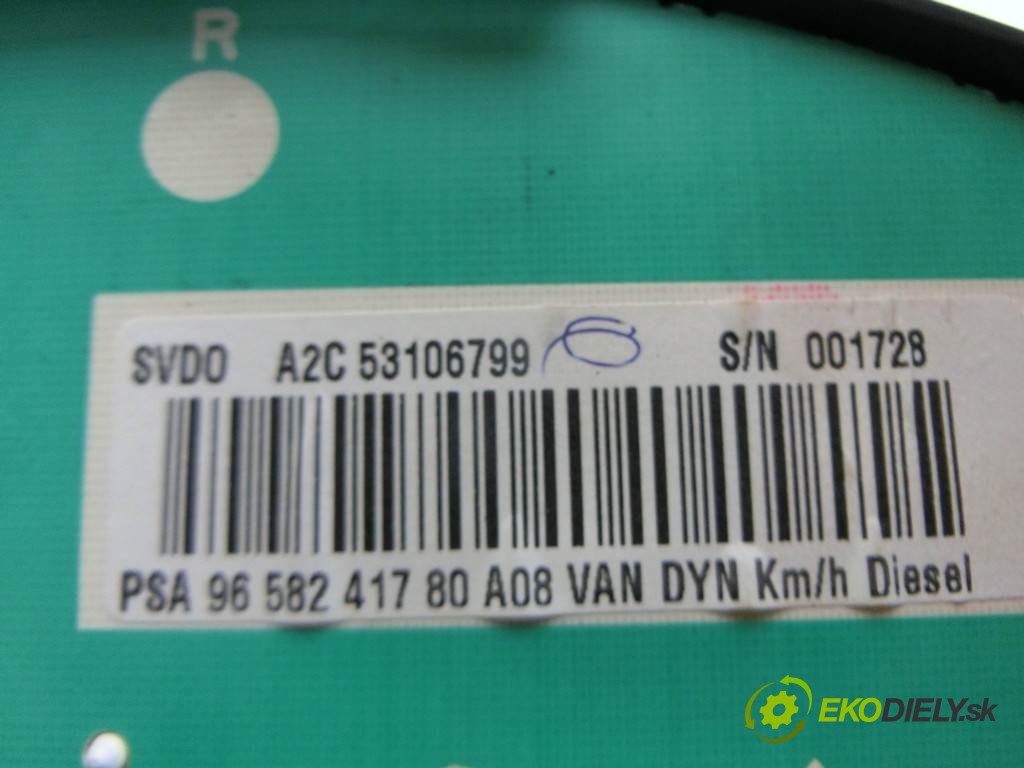 R
SVDO A2C 53106799 S/N 001728
PSA 96 582 417 80 A08 VAN DYN Km/h Diesel
EKODIELY.sk